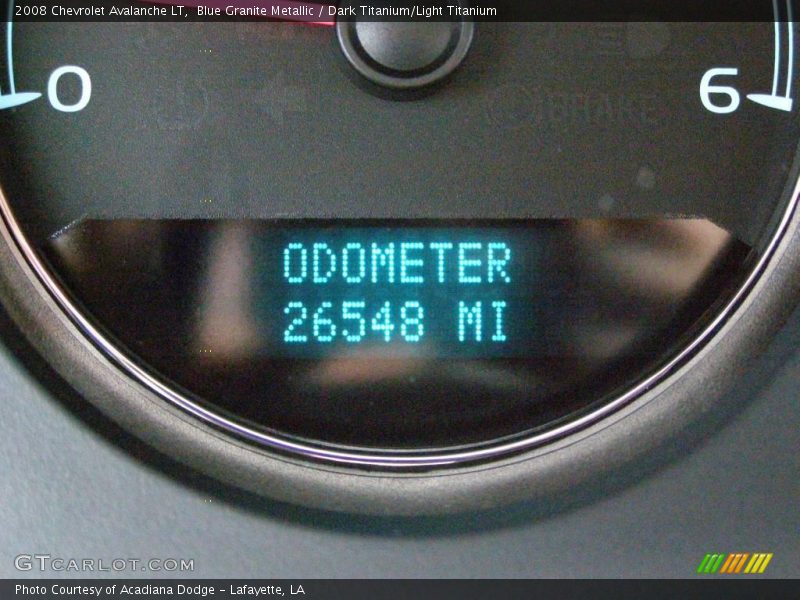 2008 Chevrolet Avalanche LT,  Blue Granite Metallic / Dark Titanium/Light Titanium
0
6
BRAKE
ODOMETER
26548 MI
GTCARLOT.COM
Photo Courtesy of Acadiana Dodge - Lafayette, LA